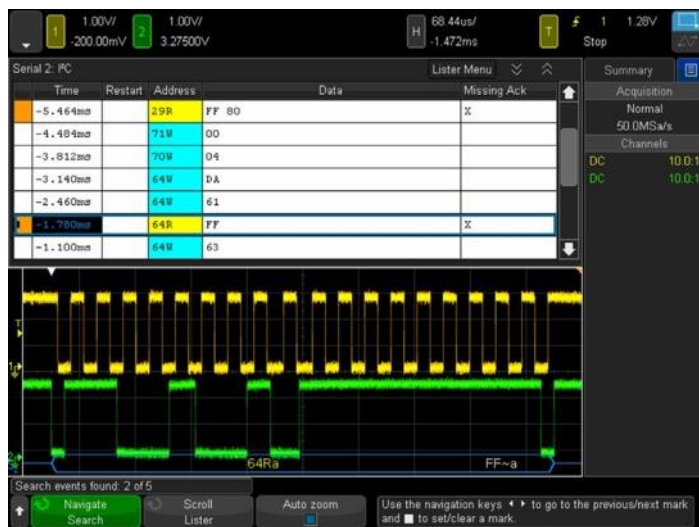 1 1.00V/ 2 1.00V/ H 68.44us/ T 1 1.28V
-200.00mV 3.27500V -1.472ms Stop
Serial 2: I²C Lister Menu Summary
Time Restart Address Data Missing Ack
-5.464ms 29R FF 80 X
-4.484ms 71W 00
-3.812ms 70W 04
-3.140ms 64W DA
-2.460ms 64W 61
-1.780ms 64R FF X
-1.100ms 64W 63
Acquisition
Normal
50.0MSa/s
Channels
DC 10.0:1
DC 10.0:1
T
64Ra FF~a
Search events found: 2 of 5
Navigate
Search
Scroll
Lister
Auto zoom
Use the navigation keys to go to the previous/next mark
and to set/clear a mark.